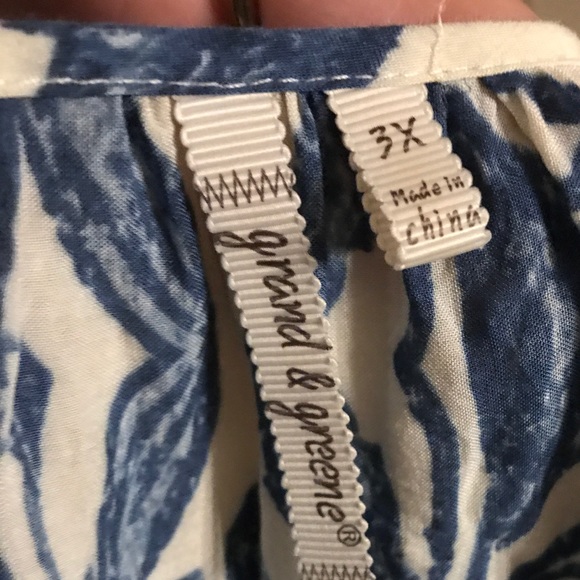 3X
Made in
China
grand & greene®